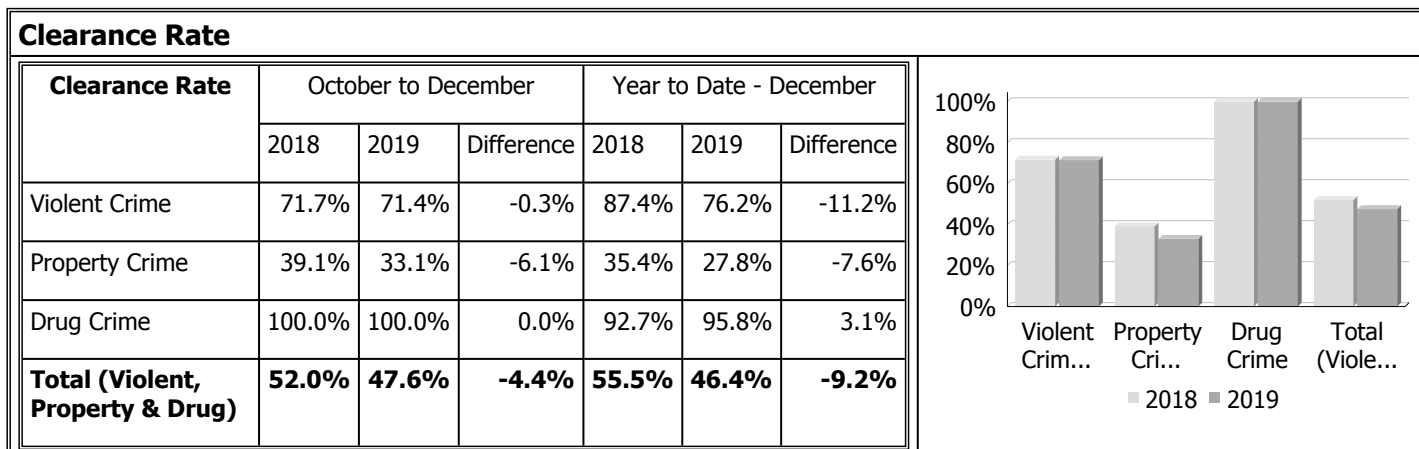 Clearance Rate
Clearance Rate October to December Year to Date - December
2018 2019 Difference 2018 2019 Difference
Violent Crime 71.7% 71.4% -0.3% 87.4% 76.2% -11.2%
Property Crime 39.1% 33.1% -6.1% 35.4% 27.8% -7.6%
Drug Crime 100.0% 100.0% 0.0% 92.7% 95.8% 3.1%
Total (Violent, 52.0% 47.6% -4.4% 55.5% 46.4% -9.2%
Property & Drug)
100%
80%
60%
40%
20%
0%
Violent Property Drug Total
Crim... Cri... Crime (Viole...
2018 2019